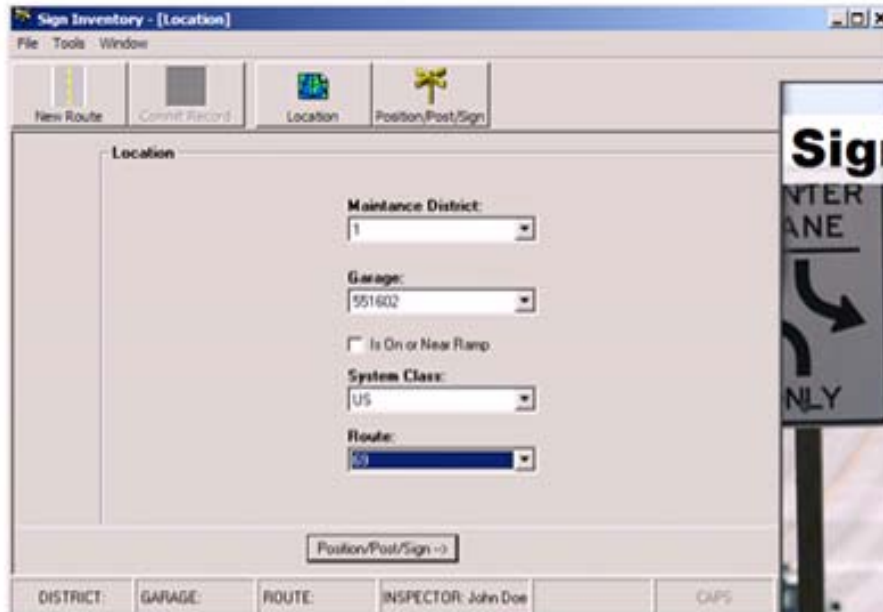 Sign Inventory - [Location]
File Tools Window
New Route Commit Record Location Position/Post/Sign
Location
Maintance District:
1
Garage:
551602
Is On or Near Ramp
System Class:
US
Route:
69
Position/Post/Sign -->
DISTRICT: GARAGE: ROUTE: INSPECTOR: John Doe CAPS
Sig
NTER
ANE
NLY